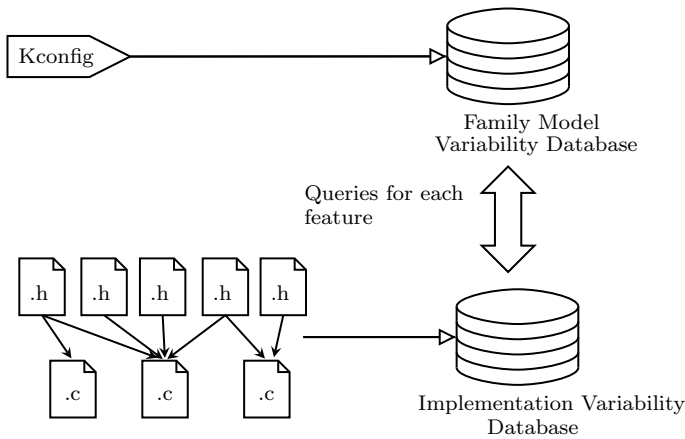 Kconfig
Family Model
Variability Database
Queries for each
feature
.h .h .h .h .h
.c .c .c
Implementation Variability
Database